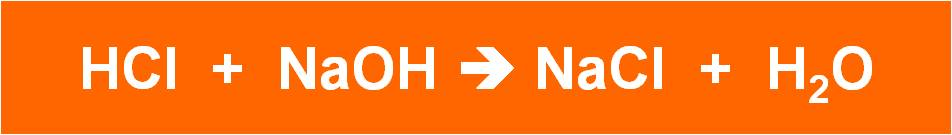 HCl + NaOH ➔ NaCl + H₂O